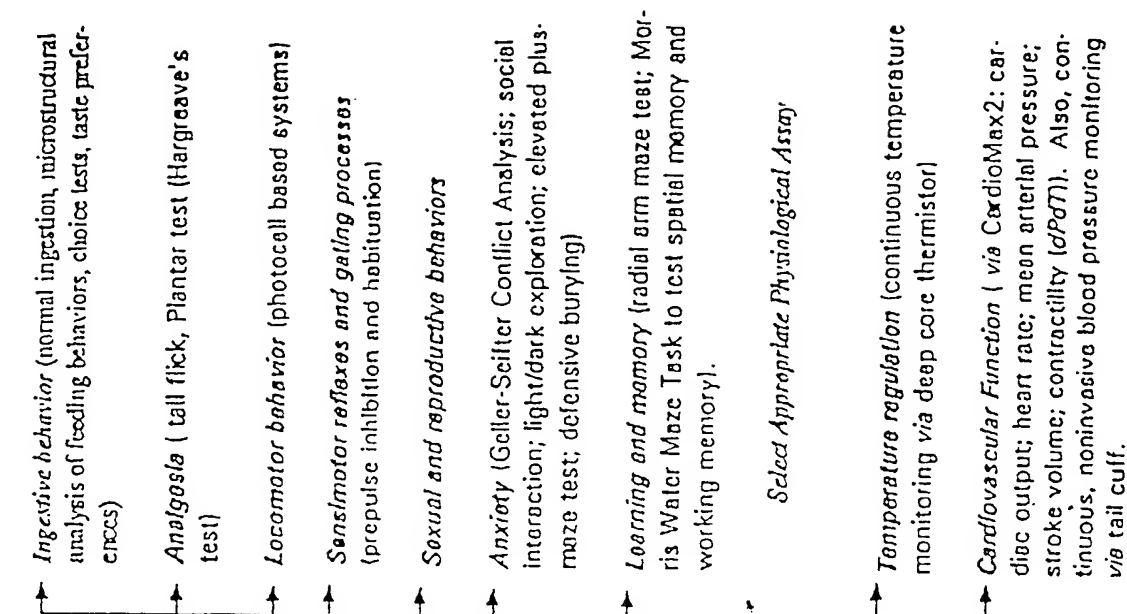 Ingestive behavior (normal ingestion, microstructural
analysis of feeding behaviors, choice tests, taste prefer-
ences)
Analgosia ( tail flick, Plantar test (Hargreave's
test)
Locomotor behavior (photocell based systems)
Sensimotor reflexes and gating processes
(prepulse inhibition and habituation)
Sexual and reproductive behaviors
Anxiety (Geller-Seifter Conflict Analysis; social
interaction; light/dark exploration; elevated plus-
maze test; defensive burying)
Learning and memory (radial arm maze test; Mor-
ris Water Maze Task to test spatial memory and
working memory).
Select Appropriate Physiological Assay
Temperature regulation (continuous temperature
monitoring via deep core thermistor)
Cardiovascular Function ( via CardioMax2: car-
diac output; heart rate; mean arterial pressure;
stroke volume; contractility (dPdT). Also, con-
tinuous, noninvasive blood pressure monitoring
via tail cuff.